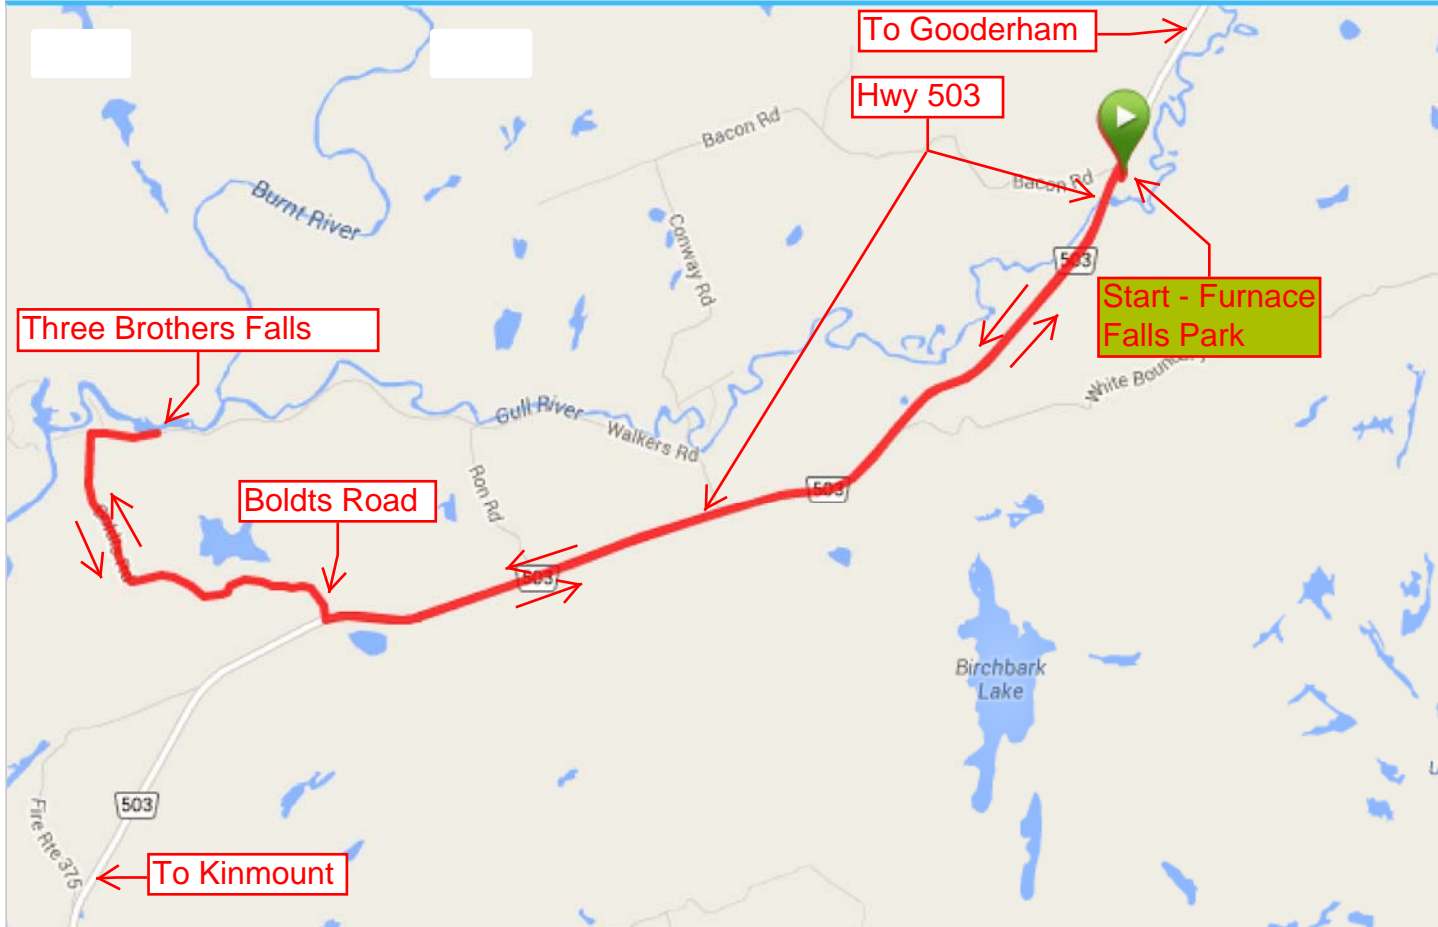 To Gooderham
Hwy 503
Bacon Rd
Bacon Rd
Burnt River
Conway Rd
503
Start - Furnace
Falls Park
Three Brothers Falls
White Boundary
Gull River
Walkers Rd
Ron Rd
503
Boldts Road
503
Birchbark
Lake
503
Fire Rte 375
To Kinmount